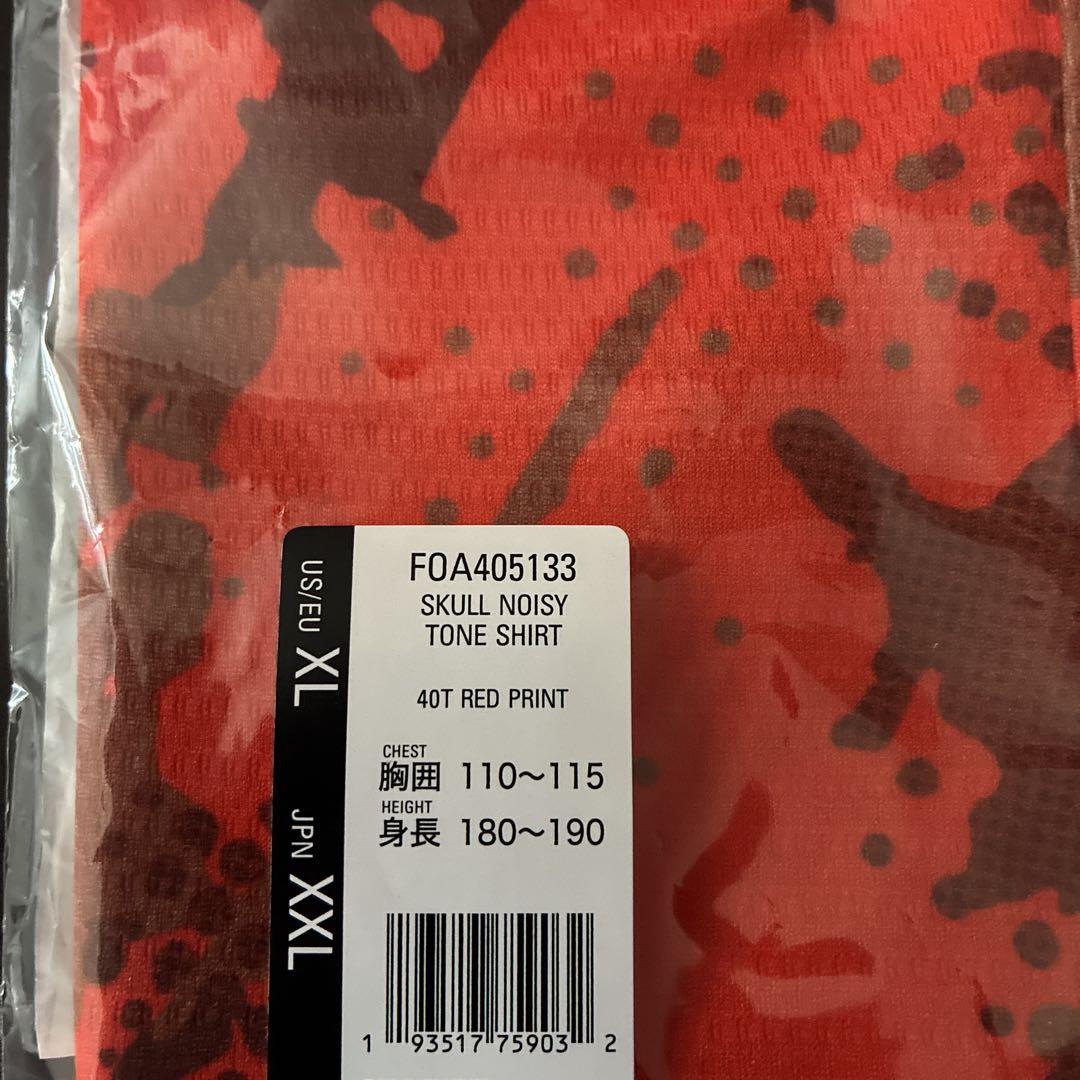 US/EU XL
JPN XXL
FOA405133
SKULL NOISY
TONE SHIRT
40T RED PRINT
CHEST
胸囲 110〜115
HEIGHT
身長 180〜190
1 93517 75903 2